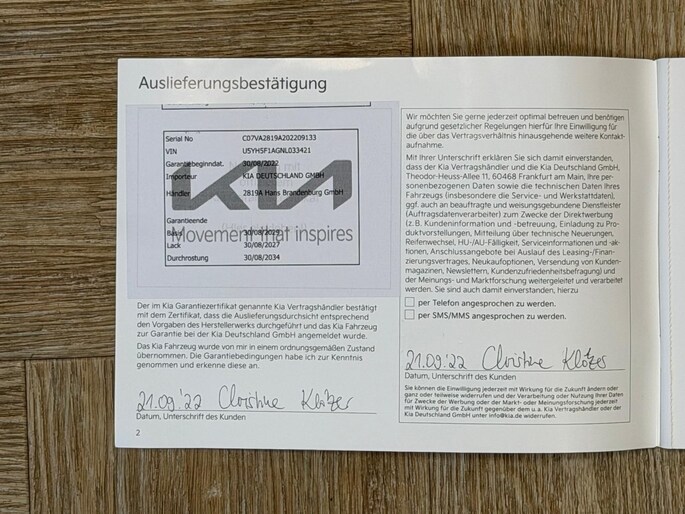 Auslieferungsbestätigung
Serial No C07VA2819A202209133
VIN U5YH5F1AGNL033421
Garantiebeginndat. 30/08/2022
Importeur KIA DEUTSCHLAND GMBH
Händler 2819A Hans Brandenburg GmbH
KIA
Garantieende
Basis 30/08/2029
Movement that inspires
Lack 30/08/2027
Durchrostung 30/08/2034
Der im Kia Garantiezertifikat genannte Kia Vertragshändler bestätigt
mit dem Zertifikat, dass die Auslieferungsdurchsicht entsprechend
den Vorgaben des Herstellerwerks durchgeführt und das Kia Fahrzeug
zur Garantie bei der Kia Deutschland GmbH angemeldet wurde.
Das Kia Fahrzeug wurde von mir in einem ordnungsgemäßen Zustand
übernommen. Die Garantiebedingungen habe ich zur Kenntnis
genommen und erkenne diese an.
21.09.'22 Christine Klötzer
Datum, Unterschrift des Kunden
2
Wir möchten Sie gerne jederzeit optimal betreuen und benötigen
aufgrund gesetzlicher Regelungen hierfür Ihre Einwilligung für
die über das Vertragsverhältnis hinausgehende weitere Kontakt-
aufnahme.
Mit Ihrer Unterschrift erklären Sie sich damit einverstanden,
dass der Kia Vertragshändler und die Kia Deutschland GmbH,
Theodor-Heuss-Allee 11, 60468 Frankfurt am Main, Ihre per-
sonenbezogenen Daten sowie die technischen Daten Ihres
Fahrzeugs (insbesondere die Service- und Werkstattdaten),
ggf. auch an beauftragte und weisungsgebundene Dienstleister
(Auftragsdatenverarbeiter) zum Zwecke der Direktwerbung
(z. B. Kundeninformation und -betreuung, Einladung zu Pro-
duktvorstellungen, Mitteilung über technische Neuerungen,
Reifenwechsel, HU-/AU-Fälligkeit, Serviceinformationen und -ak-
tionen, Anschlussangebote bei Auslauf des Leasing-/Finan-
zierungsvertrages, Neukaufoptionen, Versendung von Kunden-
magazinen, Newslettern, Kundenzufriedenheitsbefragung) und
der Meinungs- und Marktforschung weitergeleitet und verarbeitet
werden. Sie sind auch damit einverstanden, hierzu
per Telefon angesprochen zu werden.
per SMS/MMS angesprochen zu werden.
21.09.'22 Christine Klötzer
Datum, Unterschrift des Kunden
Sie können die Einwilligung jederzeit mit Wirkung für die Zukunft ändern oder
ganz oder teilweise widerrufen und der Verarbeitung oder Nutzung Ihrer Daten
für Zwecke der Werbung oder der Markt- oder Meinungsforschung jederzeit
mit Wirkung für die Zukunft gegenüber dem u.a. Kia Vertragshändler oder der
Kia Deutschland GmbH unter info@kia.de widerrufen.